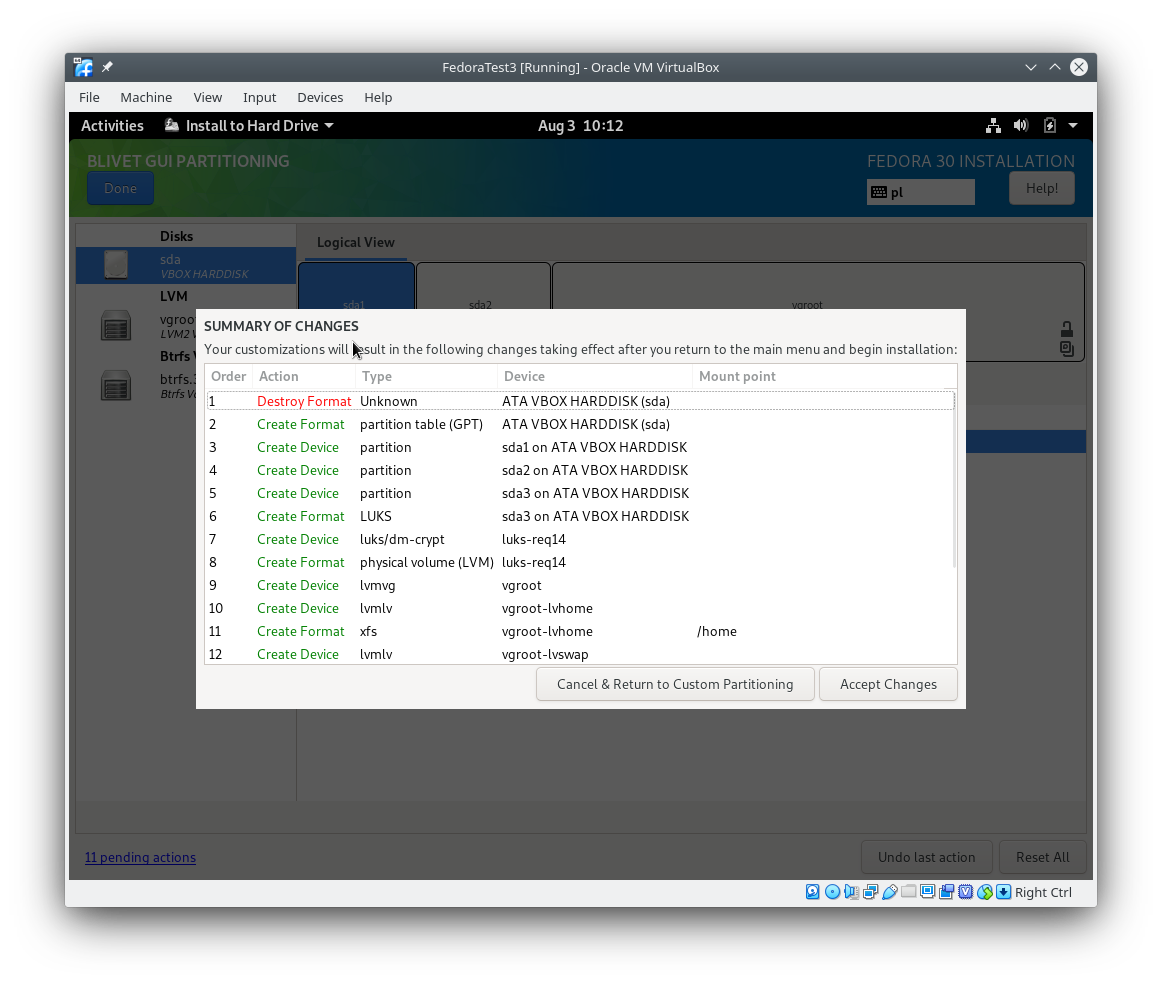 FedoraTest3 [Running] - Oracle VM VirtualBox
File Machine View Input Devices Help
Activities Install to Hard Drive Aug 3 10:12
BLIVET GUI PARTITIONING FEDORA 30 INSTALLATION
Done pl Help!
Disks
sda
VBOX HARDDISK
LVM
LVM2
Btrfs
Btrfs
Logical View
sda1 sda2 vgroot
SUMMARY OF CHANGES
Your customizations will result in the following changes taking effect after you return to the main menu and begin installation:
Order Action Type Device Mount point
1 Destroy Format Unknown ATA VBOX HARDDISK (sda)
2 Create Format partition table (GPT) ATA VBOX HARDDISK (sda)
3 Create Device partition sda1 on ATA VBOX HARDDISK
4 Create Device partition sda2 on ATA VBOX HARDDISK
5 Create Device partition sda3 on ATA VBOX HARDDISK
6 Create Format LUKS sda3 on ATA VBOX HARDDISK
7 Create Device luks/dm-crypt luks-req14
8 Create Format physical volume (LVM) luks-req14
9 Create Device lvmvg vgroot
10 Create Device lvmlv vgroot-lvhome
11 Create Format xfs vgroot-lvhome /home
12 Create Device lvmlv vgroot-lvswap
Cancel & Return to Custom Partitioning Accept Changes
11 pending actions Undo last action Reset All
Right Ctrl